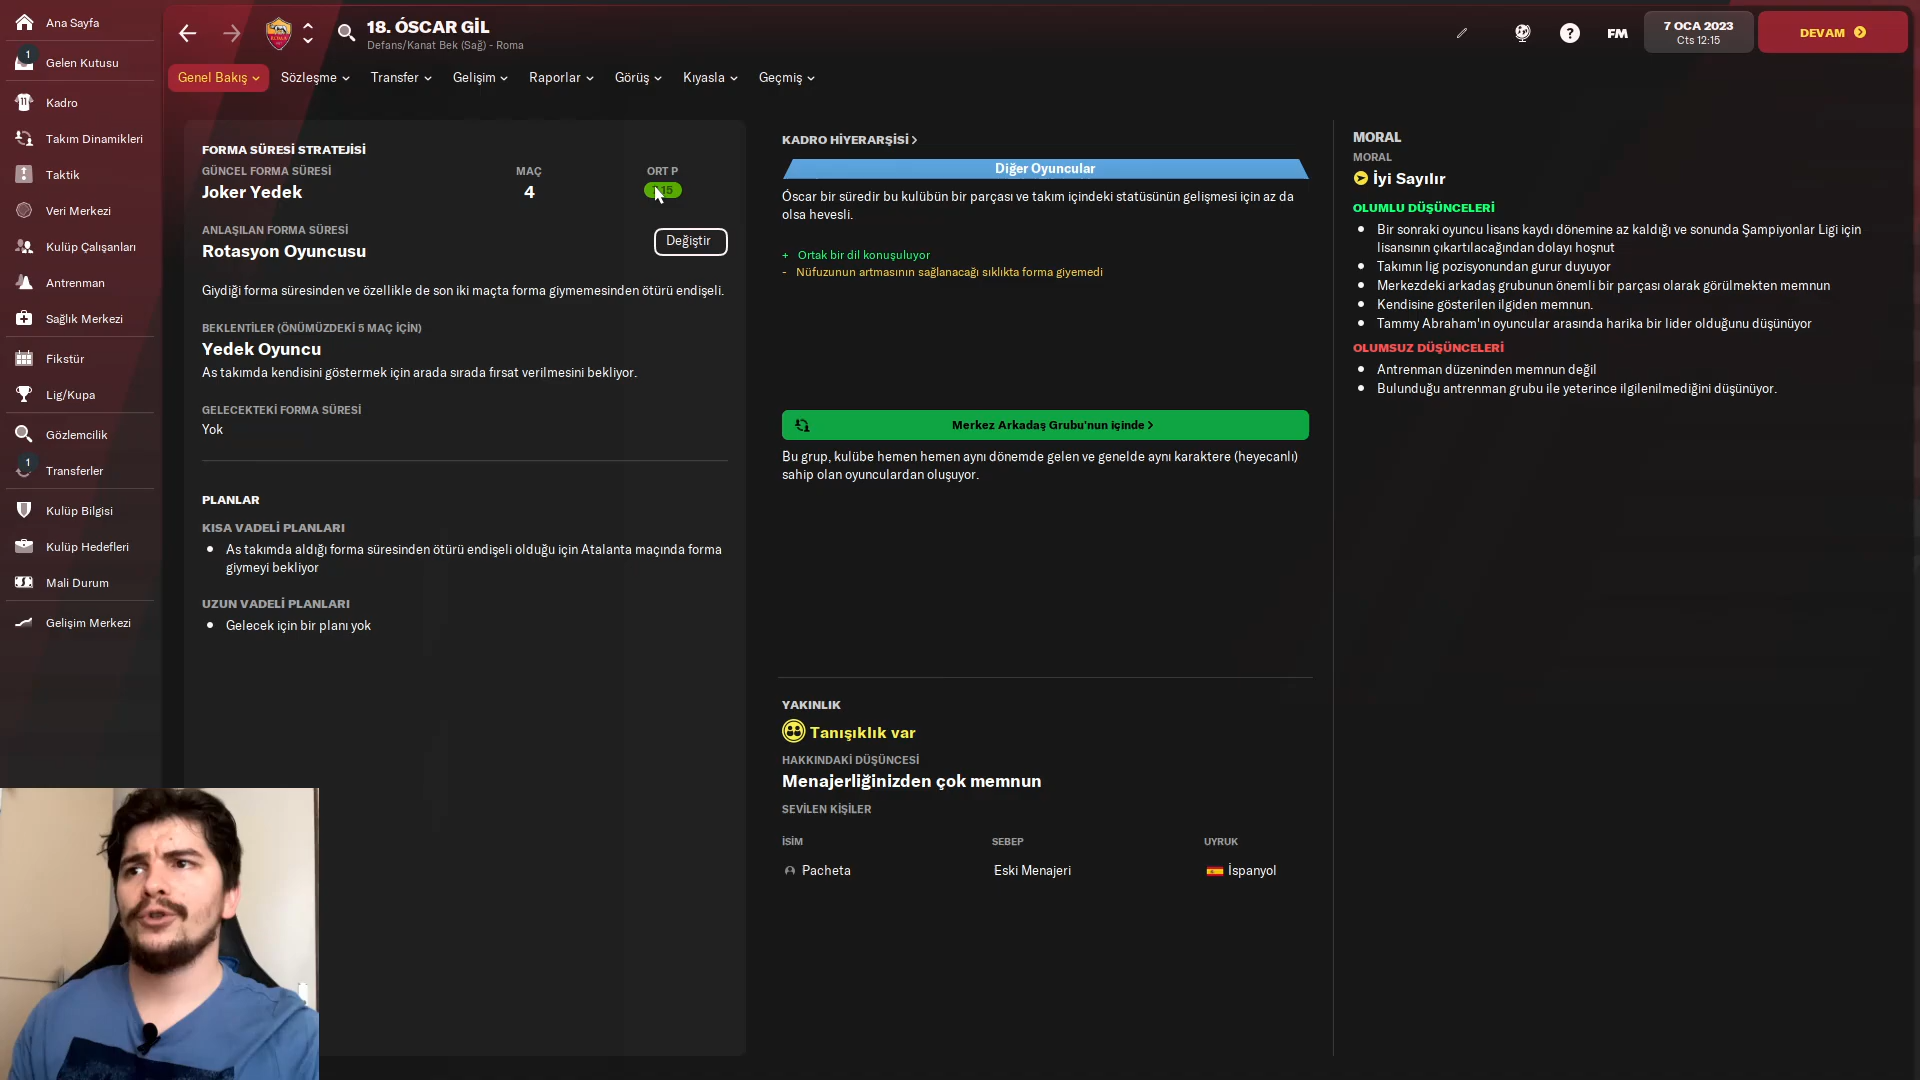 Ana Sayfa
1
Gelen Kutusu
Kadro
Takım Dinamikleri
Taktik
Veri Merkezi
Kulüp Çalışanları
Antrenman
Sağlık Merkezi
Fikstür
Lig/Kupa
Gözlemcilik
1
Transferler
Kulüp Bilgisi
Kulüp Hedefleri
Mali Durum
Gelişim Merkezi
18. ÓSCAR GİL
Defans/Kanat Bek (Sağ) - Roma
FM
7 OCA 2023
Cts 12:15
DEVAM
Genel Bakış
Sözleşme
Transfer
Gelişim
Raporlar
Görüş
Kıyasla
Geçmiş
FORMA SÜRESİ STRATEJİSİ
GÜNCEL FORMA SÜRESİ MAÇ ORT P
Joker Yedek 4
ANLAŞILAN FORMA SÜRESİ
Rotasyon Oyuncusu
Değiştir
Giydiği forma süresinden ve özellikle de son iki maçta forma giymemesinden ötürü endişeli.
BEKLENTİLER (ÖNÜMÜZDEKİ 5 MAÇ İÇİN)
Yedek Oyuncu
As takımda kendisini göstermek için arada sırada fırsat verilmesini bekliyor.
GELECEKTEKİ FORMA SÜRESİ
Yok
PLANLAR
KISA VADELİ PLANLARI
As takımda aldığı forma süresinden ötürü endişeli olduğu için Atalanta maçında forma
giymeyi bekliyor
UZUN VADELİ PLANLARI
Gelecek için bir planı yok
KADRO HİYERARŞİSİ
Diğer Oyuncular
Óscar bir süredir bu kulübün bir parçası ve takım içindeki statüsünün gelişmesi için az da
olsa hevesli.
+ Ortak bir dil konuşuluyor
- Nüfuzunun artmasının sağlanacağı sıklıkta forma giyemedi
Merkez Arkadaş Grubu'nun içinde
Bu grup, kulübe hemen hemen aynı dönemde gelen ve genelde aynı karaktere (heyecanlı)
sahip olan oyunculardan oluşuyor.
YAKINLIK
Tanışıklık var
HAKKINDAKİ DÜŞÜNCESİ
Menajerliğinizden çok memnun
SEVİLEN KİŞİLER
İSİM SEBEP UYRUK
Pacheta Eski Menajeri İspanyol
MORAL
MORAL
İyi Sayılır
OLUMLU DÜŞÜNCELERİ
Bir sonraki oyuncu lisans kaydı dönemine az kaldığı ve sonunda Şampiyonlar Ligi için
lisansının çıkartılacağından dolayı hoşnut
Takımın lig pozisyonundan gurur duyuyor
Merkezdeki arkadaş grubunun önemli bir parçası olarak görülmekten memnun
Kendisine gösterilen ilgiden memnun.
Tammy Abraham'ın oyuncular arasında harika bir lider olduğunu düşünüyor
OLUMSUZ DÜŞÜNCELERİ
Antrenman düzeninden memnun değil
Bulunduğu antrenman grubu ile yeterince ilgilenilmediğini düşünüyor.